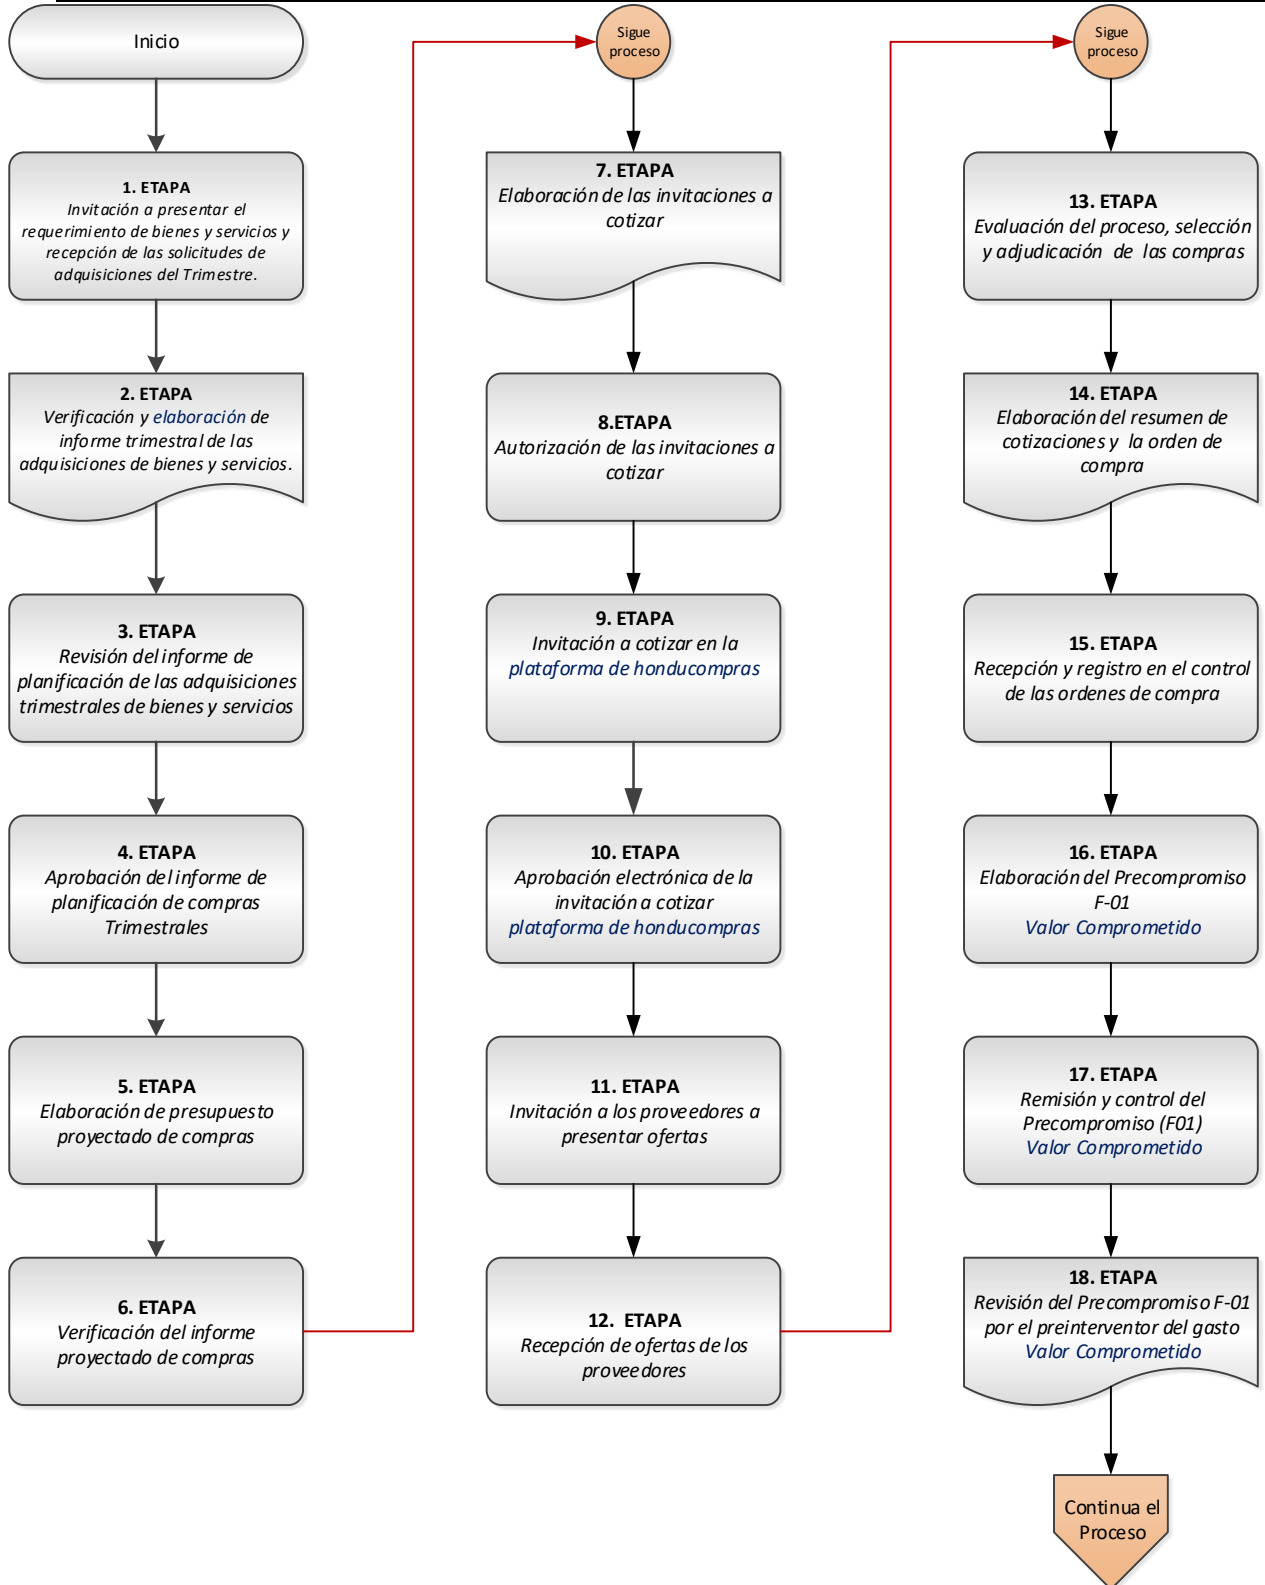 Inicio
1. ETAPA
Invitación a presentar el
requerimiento de bienes y servicios y
recepción de las solicitudes de
adquisiciones del Trimestre.
2. ETAPA
Verificación y elaboración de
informe trimestral de las
adquisiciones de bienes y servicios.
3. ETAPA
Revisión del informe de
planificación de las adquisiciones
trimestrales de bienes y servicios
4. ETAPA
Aprobación del informe de
planificación de compras
Trimestrales
5. ETAPA
Elaboración de presupuesto
proyectado de compras
6. ETAPA
Verificación del informe
proyectado de compras
Sigue
proceso
7. ETAPA
Elaboración de las invitaciones a
cotizar
8.ETAPA
Autorización de las invitaciones a
cotizar
9. ETAPA
Invitación a cotizar en la
plataforma de honducompras
10. ETAPA
Aprobación electrónica de la
invitación a cotizar
plataforma de honducompras
11. ETAPA
Invitación a los proveedores a
presentar ofertas
12. ETAPA
Recepción de ofertas de los
proveedores
Sigue
proceso
13. ETAPA
Evaluación del proceso, selección
y adjudicación de las compras
14. ETAPA
Elaboración del resumen de
cotizaciones y la orden de
compra
15. ETAPA
Recepción y registro en el control
de las ordenes de compra
16. ETAPA
Elaboración del Precompromiso
F-01
Valor Comprometido
17. ETAPA
Remisión y control del
Precompromiso (F01)
Valor Comprometido
18. ETAPA
Revisión del Precompromiso F-01
por el preinterventor del gasto
Valor Comprometido
Continua el
Proceso